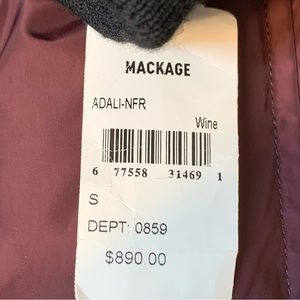 MACKAGE
ADALI-NFR
Wine
6 77558 31469 1
S
DEPT: 0859
$890.00